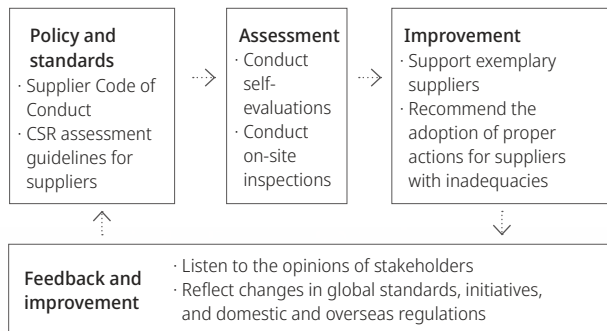 Policy and
standards
· Supplier Code of
Conduct
· CSR assessment
guidelines for
suppliers
Assessment
· Conduct
self-
evaluations
· Conduct
on-site
inspections
Improvement
· Support exemplary
suppliers
· Recommend the
adoption of proper
actions for suppliers
with inadequacies
Feedback and
improvement
· Listen to the opinions of stakeholders
· Reflect changes in global standards, initiatives,
and domestic and overseas regulations